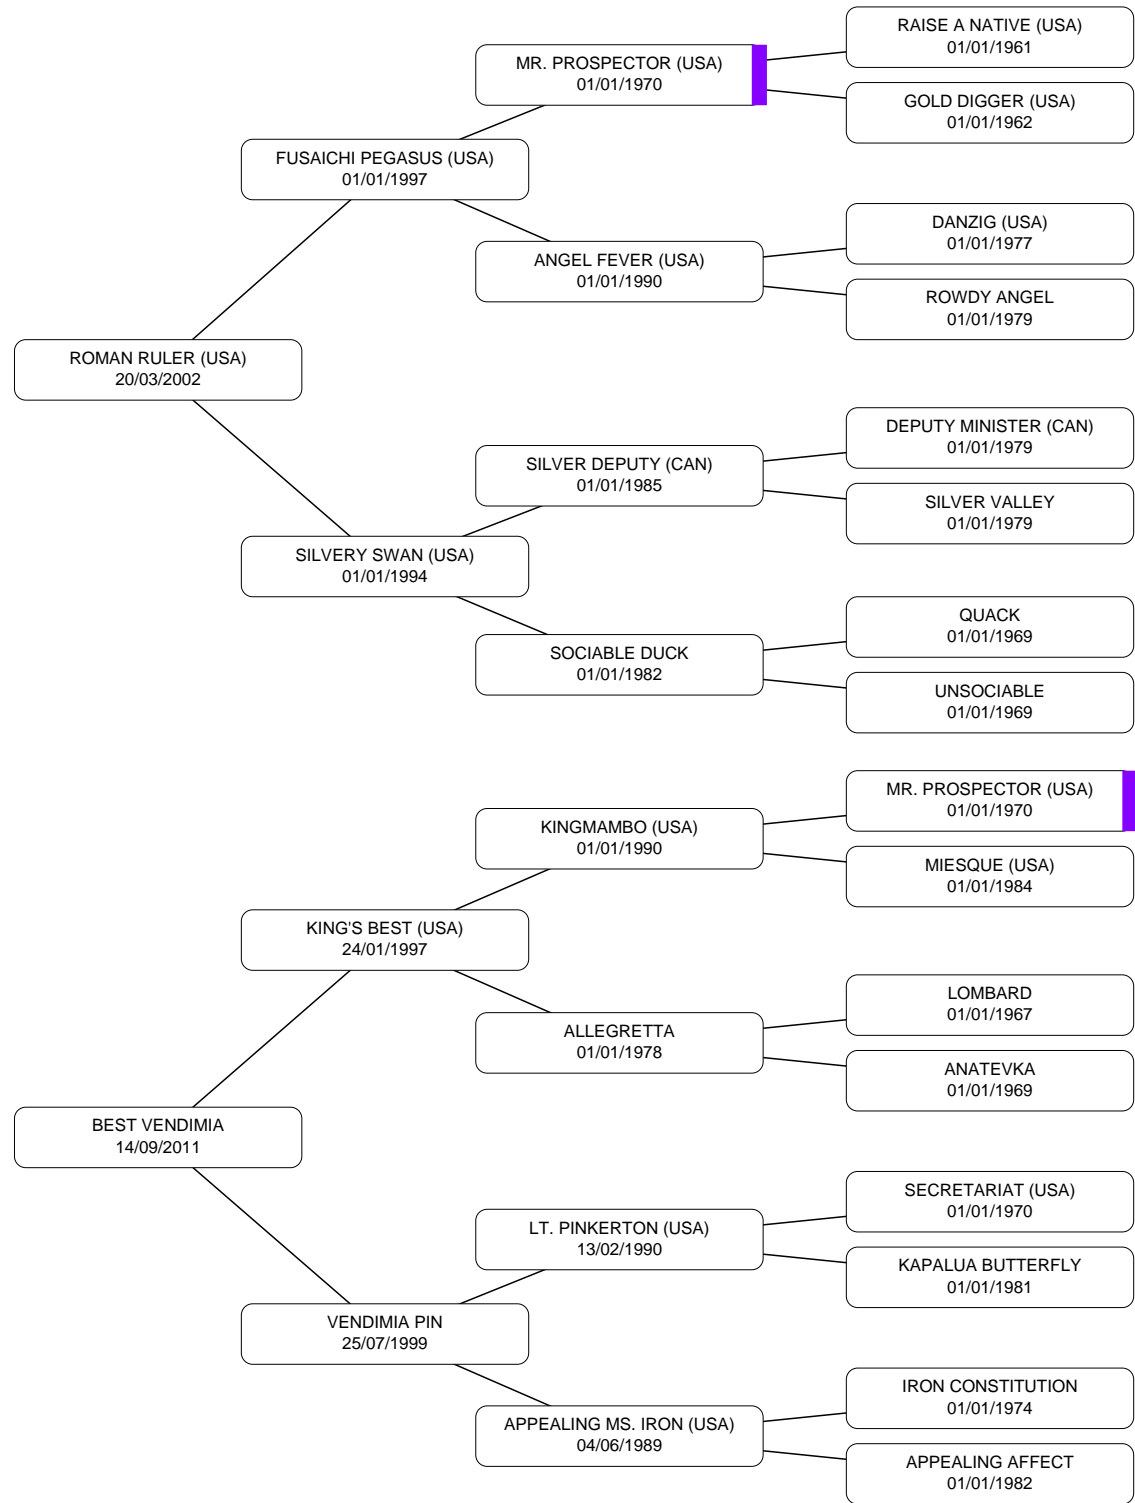 RAISE A NATIVE (USA)
01/01/1961
MR. PROSPECTOR (USA)
01/01/1970
GOLD DIGGER (USA)
01/01/1962
FUSAICHI PEGASUS (USA)
01/01/1997
DANZIG (USA)
01/01/1977
ANGEL FEVER (USA)
01/01/1990
ROWDY ANGEL
01/01/1979
ROMAN RULER (USA)
20/03/2002
DEPUTY MINISTER (CAN)
01/01/1979
SILVER DEPUTY (CAN)
01/01/1985
SILVER VALLEY
01/01/1979
SILVERY SWAN (USA)
01/01/1994
QUACK
01/01/1969
SOCIABLE DUCK
01/01/1982
UNSOCIABLE
01/01/1969
MR. PROSPECTOR (USA)
01/01/1970
KINGMAMBO (USA)
01/01/1990
MIESQUE (USA)
01/01/1984
KING'S BEST (USA)
24/01/1997
LOMBARD
01/01/1967
ALLEGRETTA
01/01/1978
ANATEVKA
01/01/1969
BEST VENDIMIA
14/09/2011
SECRETARIAT (USA)
01/01/1970
LT. PINKERTON (USA)
13/02/1990
KAPALUA BUTTERFLY
01/01/1981
VENDIMIA PIN
25/07/1999
IRON CONSTITUTION
01/01/1974
APPEALING MS. IRON (USA)
04/06/1989
APPEALING AFFECT
01/01/1982